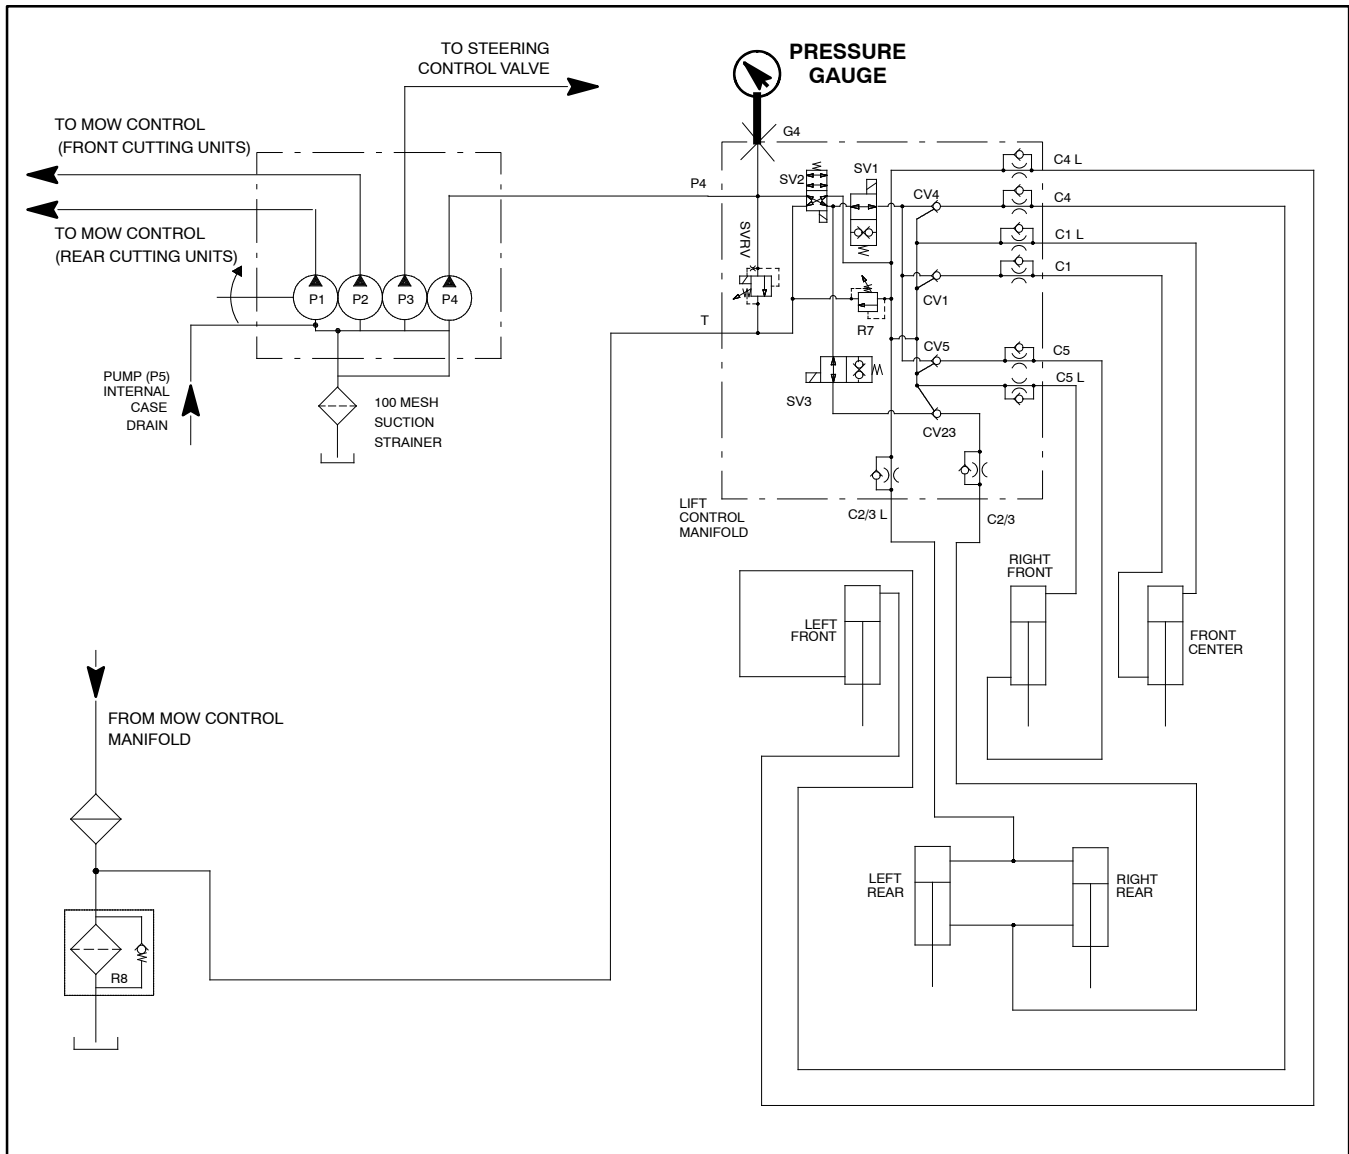 TO STEERING
CONTROL VALVE
PRESSURE
GAUGE
TO MOW CONTROL
(FRONT CUTTING UNITS)
G4
C4 L
SV1
SV2
P4
CV4
C4
TO MOW CONTROL
(REAR CUTTING UNITS)
SVRV
C1 L
C1
P1
P2
P3
P4
CV1
T
R7
CV5
C5
C5 L
PUMP (P5)
INTERNAL
CASE
DRAIN
100 MESH
SUCTION
STRAINER
SV3
CV23
LIFT
CONTROL
MANIFOLD
C2/3 L
C2/3
RIGHT
FRONT
LEFT
FRONT
FRONT
CENTER
FROM MOW CONTROL
MANIFOLD
LEFT
REAR
RIGHT
REAR
R8